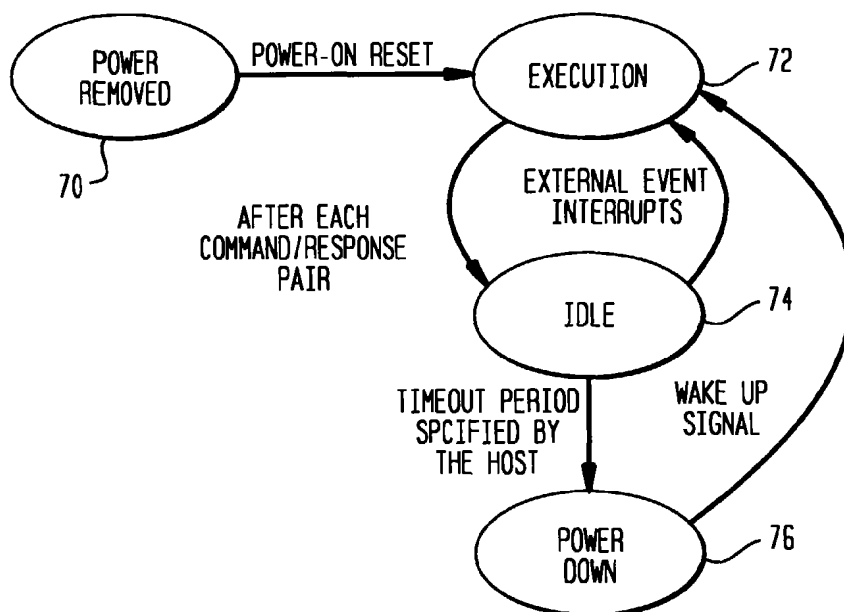 POWER
REMOVED
70
POWER-ON RESET
EXECUTION
72
AFTER EACH
COMMAND/RESPONSE
PAIR
EXTERNAL EVENT
INTERRUPTS
IDLE
74
TIMEOUT PERIOD
SPCIFIED BY
THE HOST
WAKE UP
SIGNAL
POWER
DOWN
76